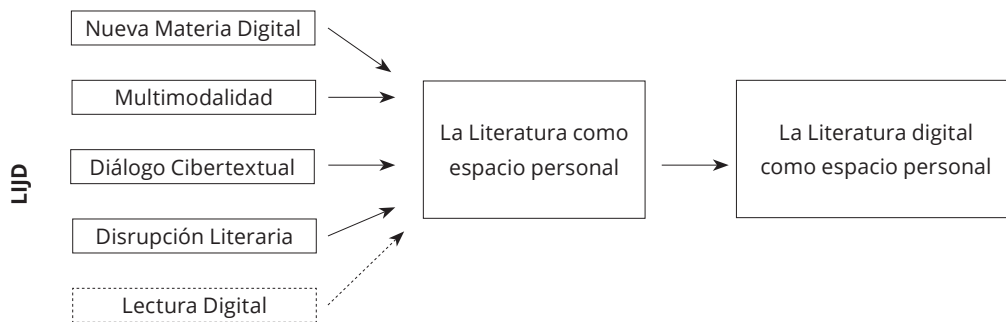 LIJD
Nueva Materia Digital
Multimodalidad
Diálogo Cibertextual
Disrupción Literaria
Lectura Digital
La Literatura como
espacio personal
La Literatura digital
como espacio personal